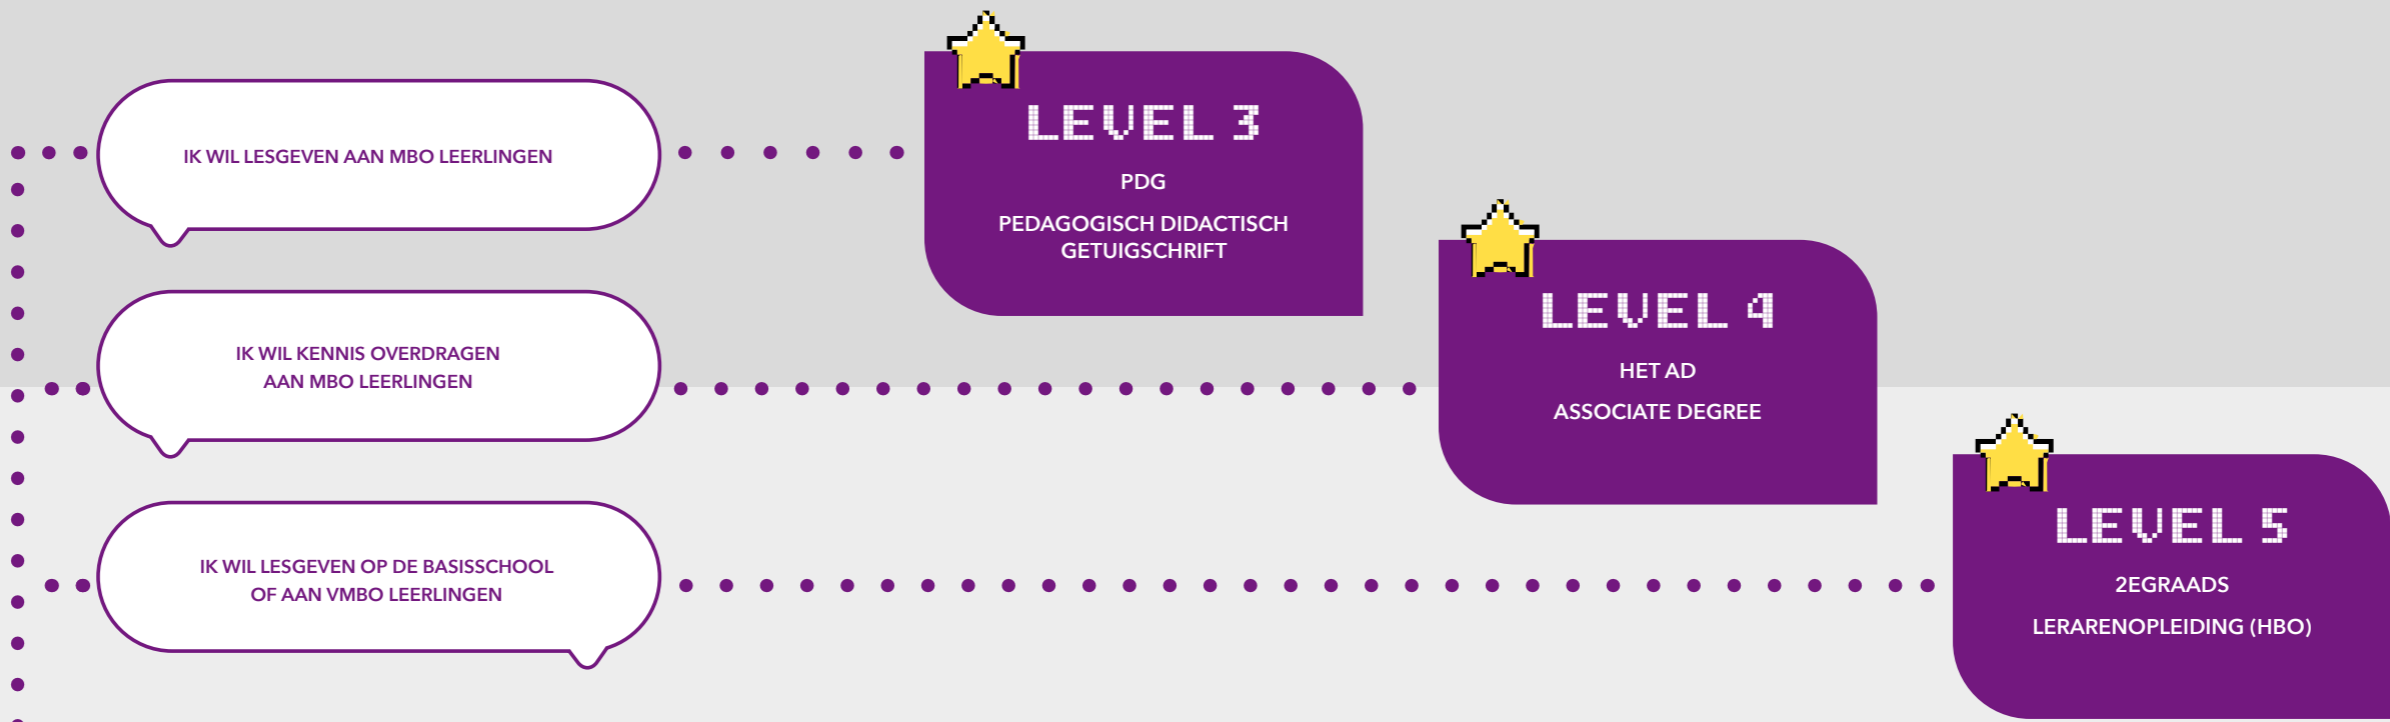 IK WIL LESGEVEN AAN MBO LEERLINGEN
LEVEL 3
PDG
PEDAGOGISCH DIDACTISCH
GETUIGSCHRIFT
IK WIL KENNIS OVERDRAGEN
AAN MBO LEERLINGEN
LEVEL 4
HET AD
ASSOCIATE DEGREE
IK WIL LESGEVEN OP DE BASISSCHOOL
OF AAN VMBO LEERLINGEN
LEVEL 5
2EGRAADS
LERARENOPLEIDING (HBO)